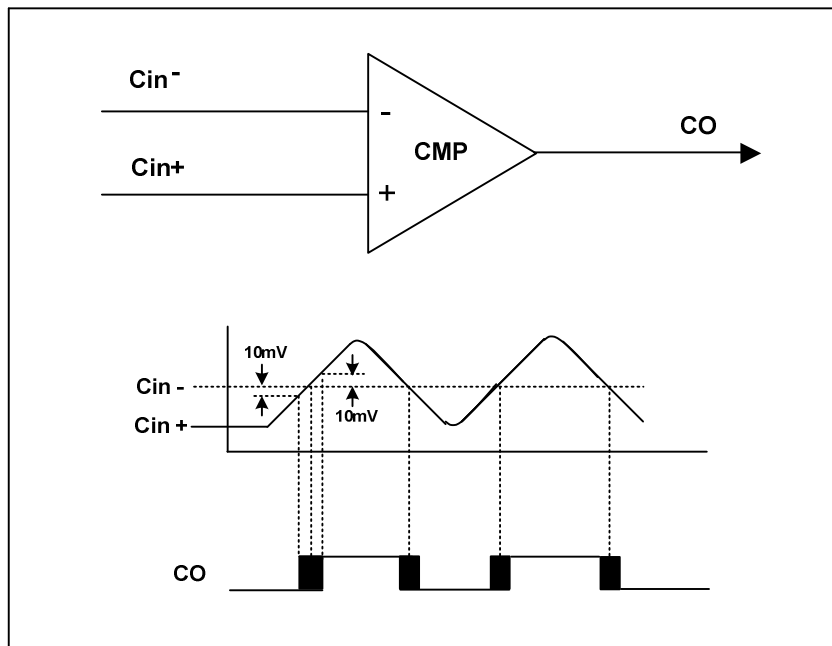 Cin-
-
CO
CMP
Cin+
+
10mV
Cin -
10mV
Cin +
CO